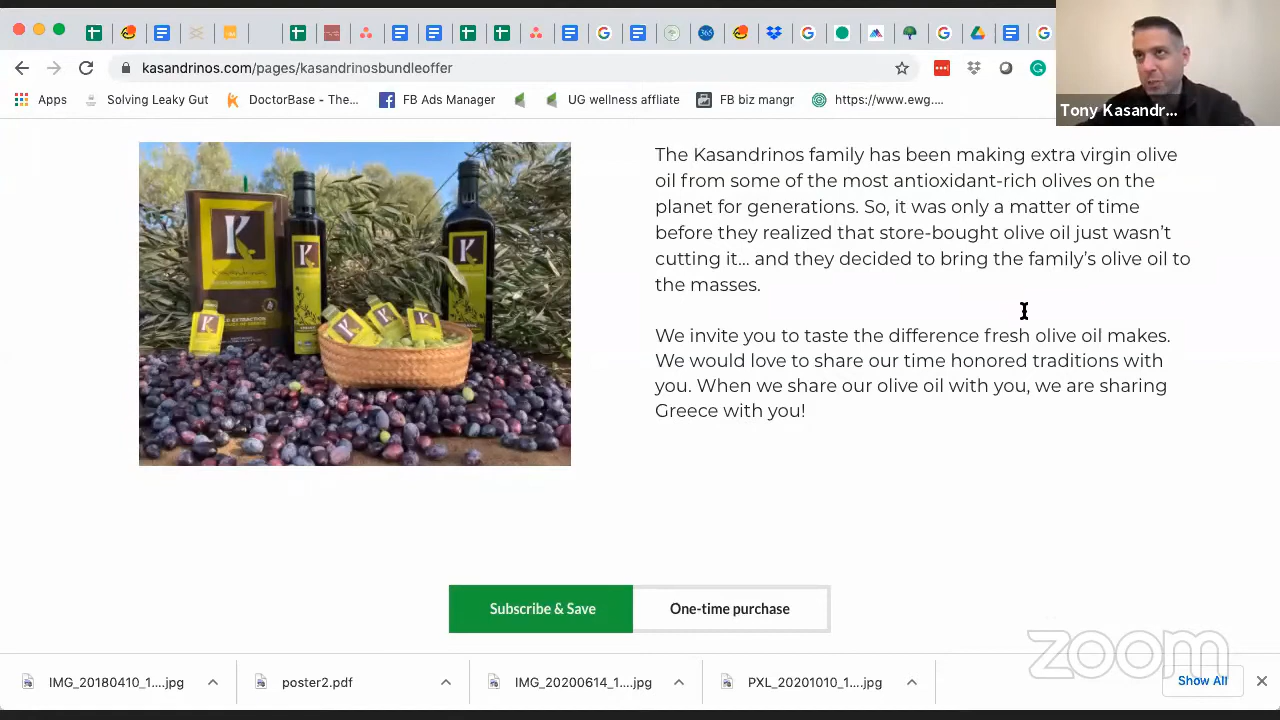 kasandrinos.com/pages/kasandrinosbundleoffer
Apps
Solving Leaky Gut
DoctorBase - The...
FB Ads Manager
UG wellness affliate
FB biz mangr
https://www.ewg....
365
Tony Kasandr...
K
K
K
The Kasandrinos family has been making extra virgin olive
oil from some of the most antioxidant-rich olives on the
planet for generations. So, it was only a matter of time
before they realized that store-bought olive oil just wasn't
cutting it... and they decided to bring the family's olive oil to
the masses.
We invite you to taste the difference fresh olive oil makes.
We would love to share our time honored traditions with
you. When we share our olive oil with you, we are sharing
Greece with you!
Subscribe & Save
One-time purchase
zoom
IMG_20180410_1....jpg
poster2.pdf
IMG_20200614_1....jpg
PXL_20201010_1....jpg
Show All